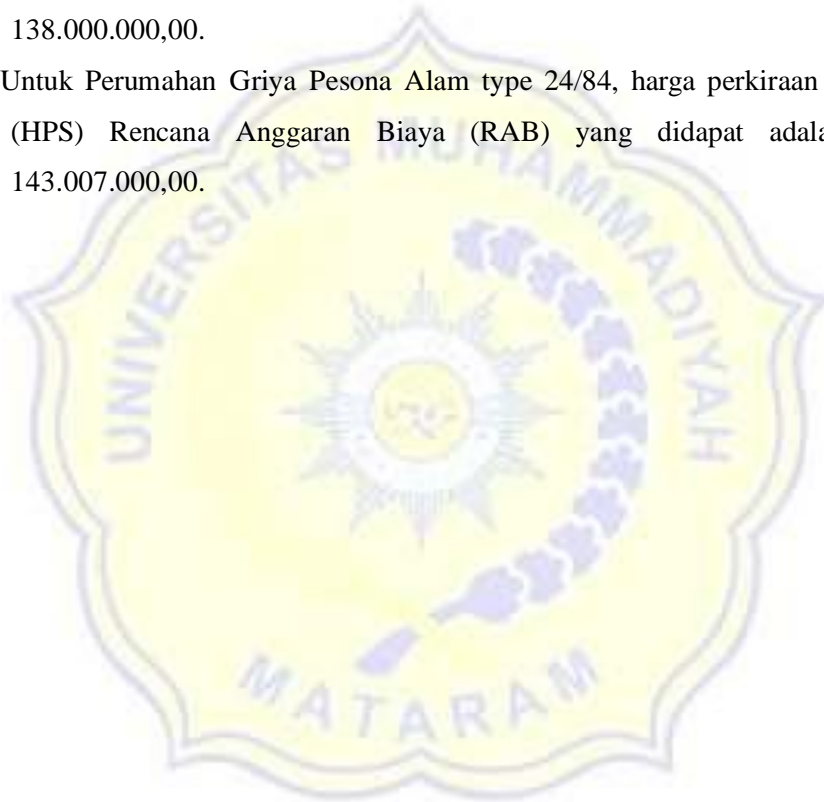 138.000.000,00.
Untuk Perumahan Griya Pesona Alam type 24/84, harga perkiraan
(HPS) Rencana Anggaran Biaya (RAB) yang didapat
143.007.000,00.
UNIVERSITAS MUHAMMADIYAH
MATARAM